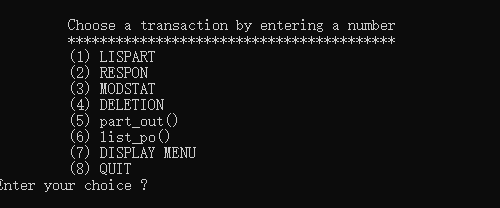 Choose a transaction by entering a number
*****************************************
(1) LISPART
(2) RESPON
(3) MODSTAT
(4) DELETION
(5) part_out()
(6) list_po()
(7) DISPLAY MENU
(8) QUIT
Enter your choice ?